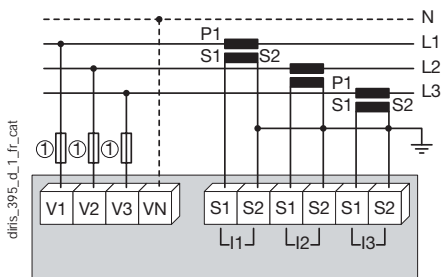 N
P1
L1
S1 S2
L2
P1
L3
S1 S2
① ① ①
diris_395_d_1_fr_cat
V1 V2 V3 VN S1 S2 S1 S2 S1 S2
I1 I2 I3